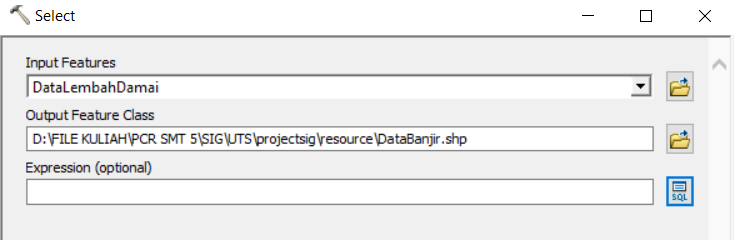 Select
Input Features
DataLembahDamai
Output Feature Class
D:\FILE KULIAH\PCR SMT 5\SIG\UTS\projectsig\resource\DataBanjir.shp
Expression (optional)
SQL